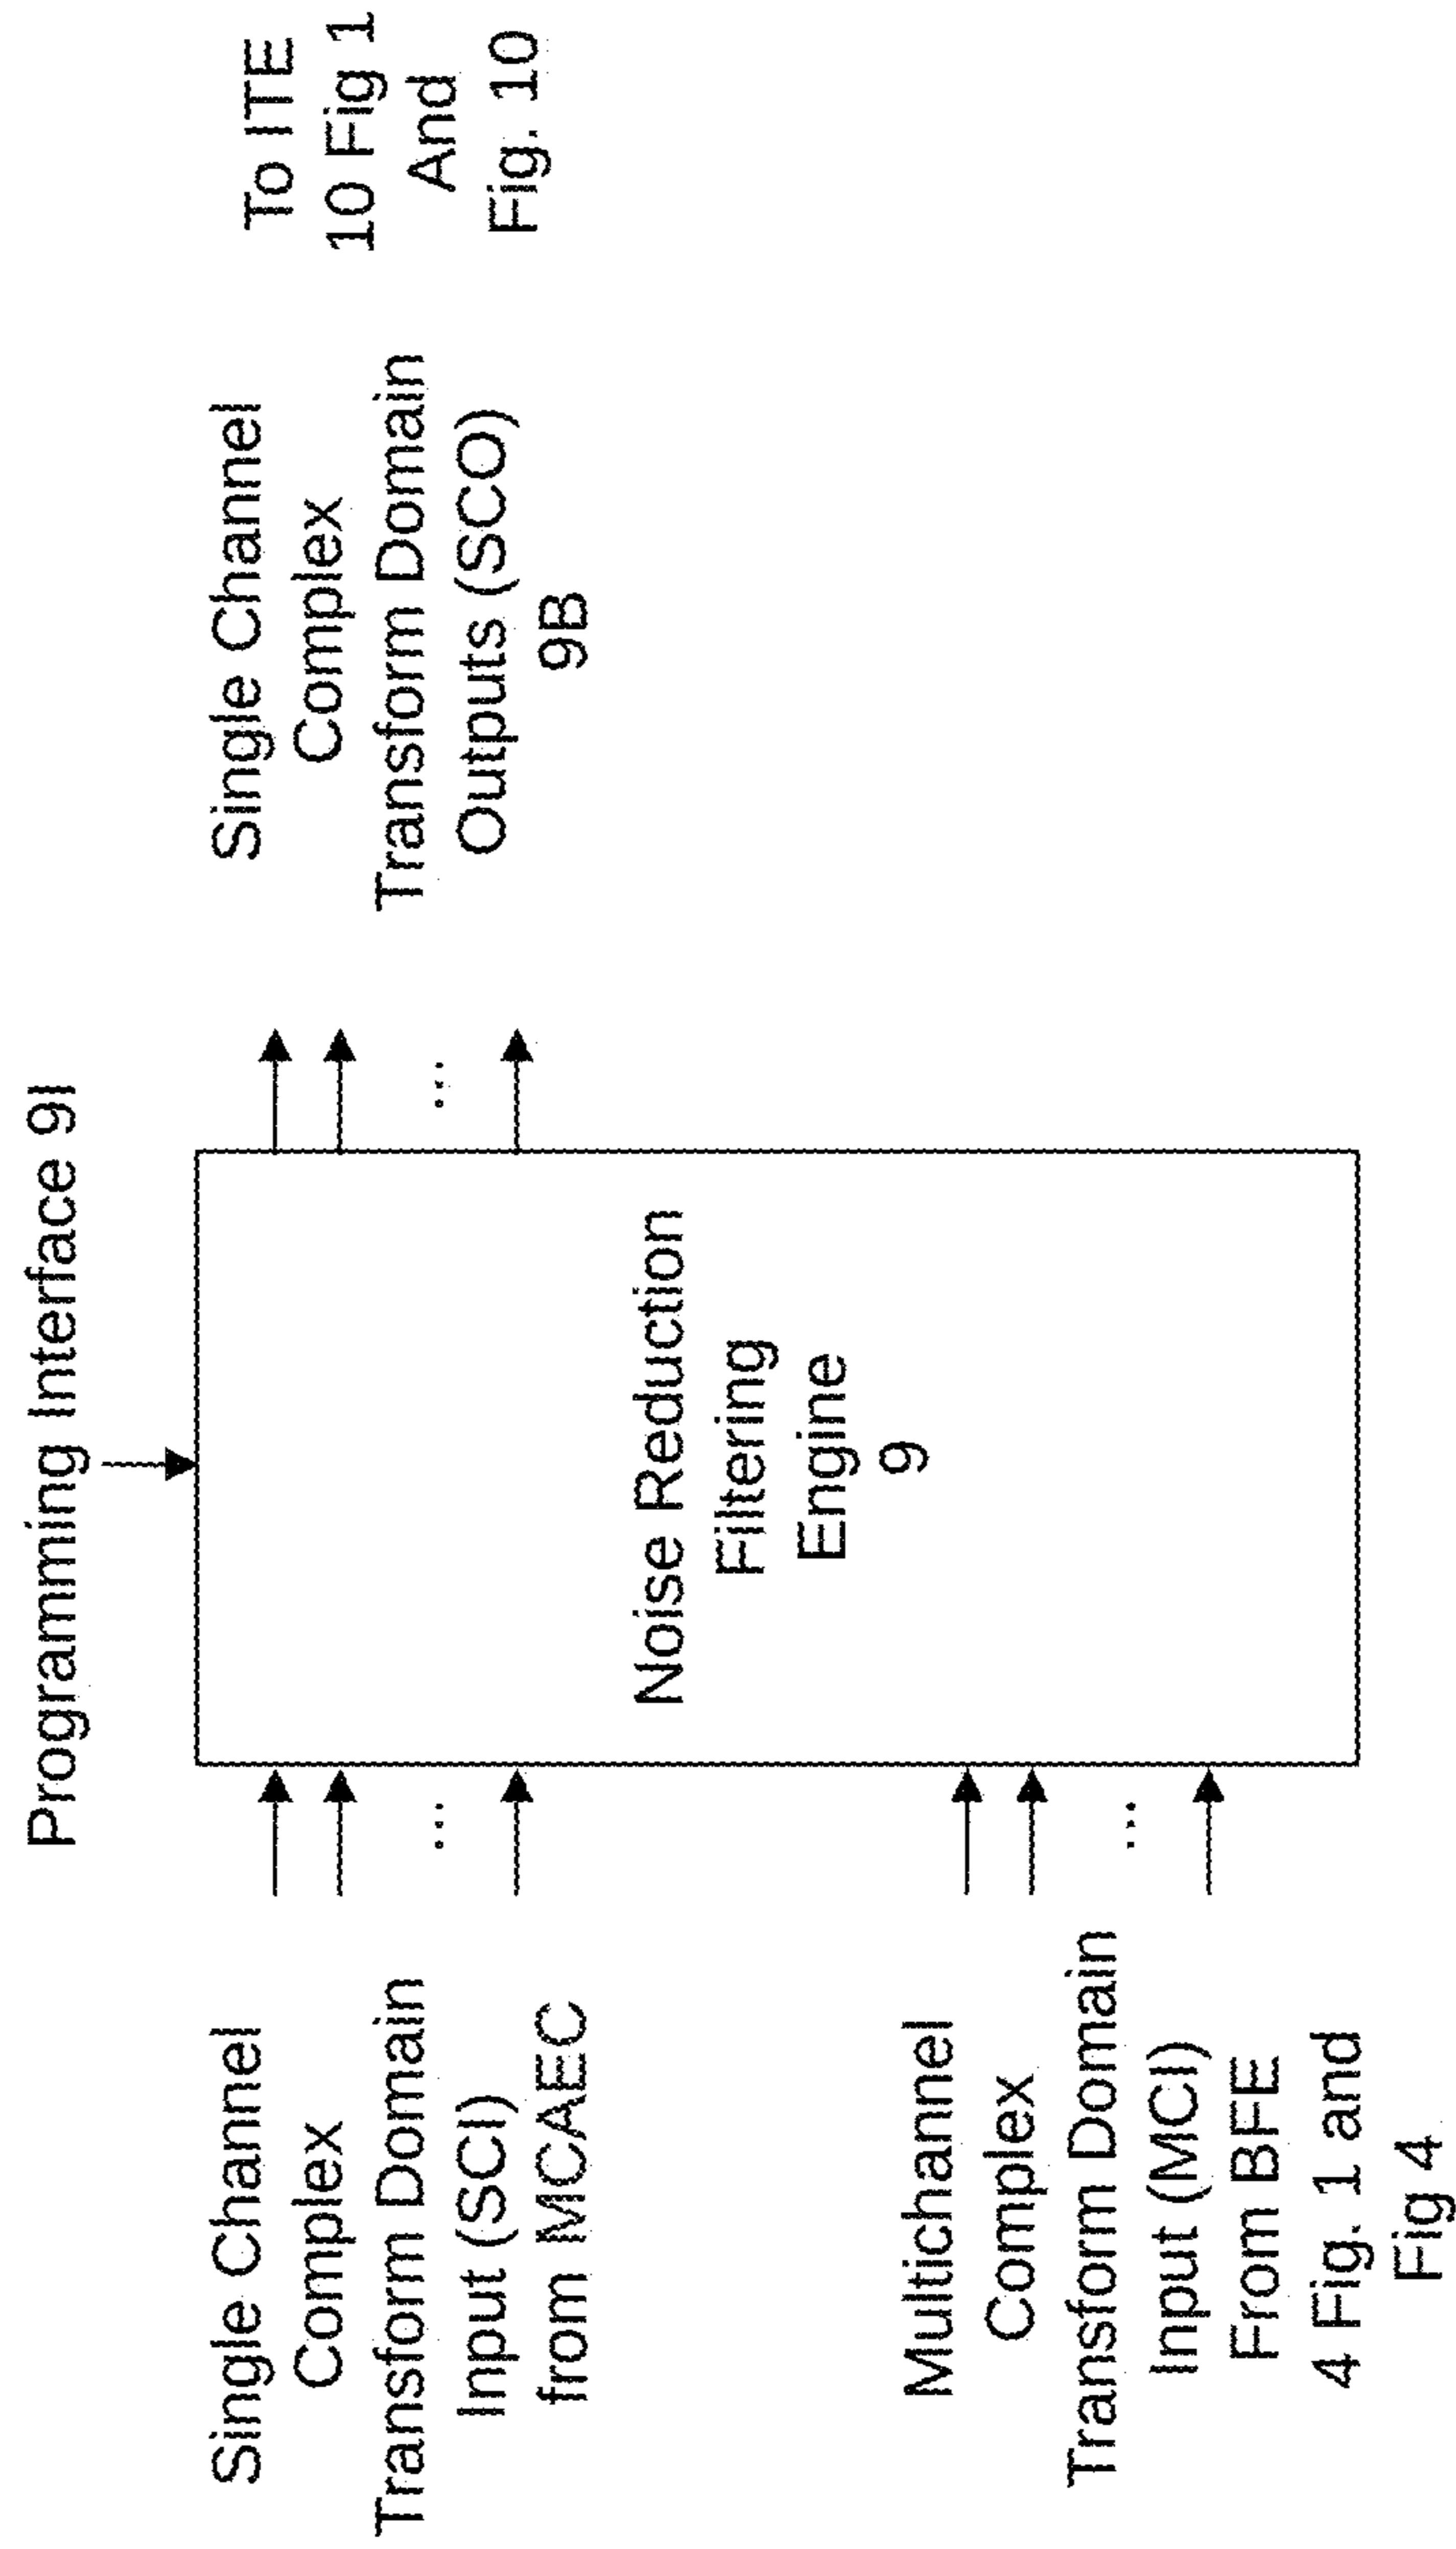 Programming Interface 9I
Single Channel
Complex
Transform Domain
Input (SCI)
from MCAEC
...
Multichannel
Complex
Transform Domain
Input (MCI)
From BFE
4 Fig. 1 and
Fig 4
...
Noise Reduction
Filtering
Engine
9
...
Single Channel
Complex
Transform Domain
Outputs (SCO)
9B
To ITE
10 Fig 1
And
Fig. 10